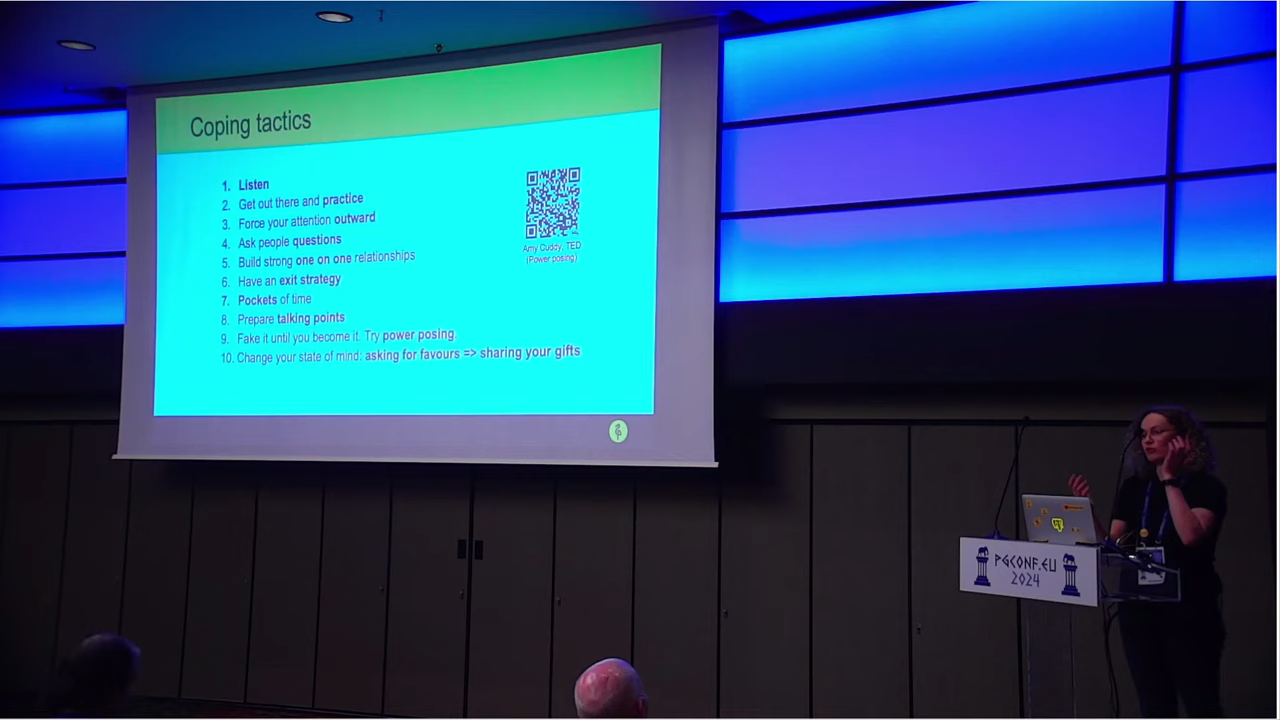 Coping tactics
1. Listen
2. Get out there and practice
3. Force your attention outward
4. Ask people questions
5. Build strong one on one relationships
6. Have an exit strategy
7. Pockets of time
8. Prepare talking points
9. Fake it until you become it. Try power posing.
10. Change your state of mind: asking for favours => sharing your gifts
Amy Cuddy, TED
(Power posing)
PGCONF.EU
2024